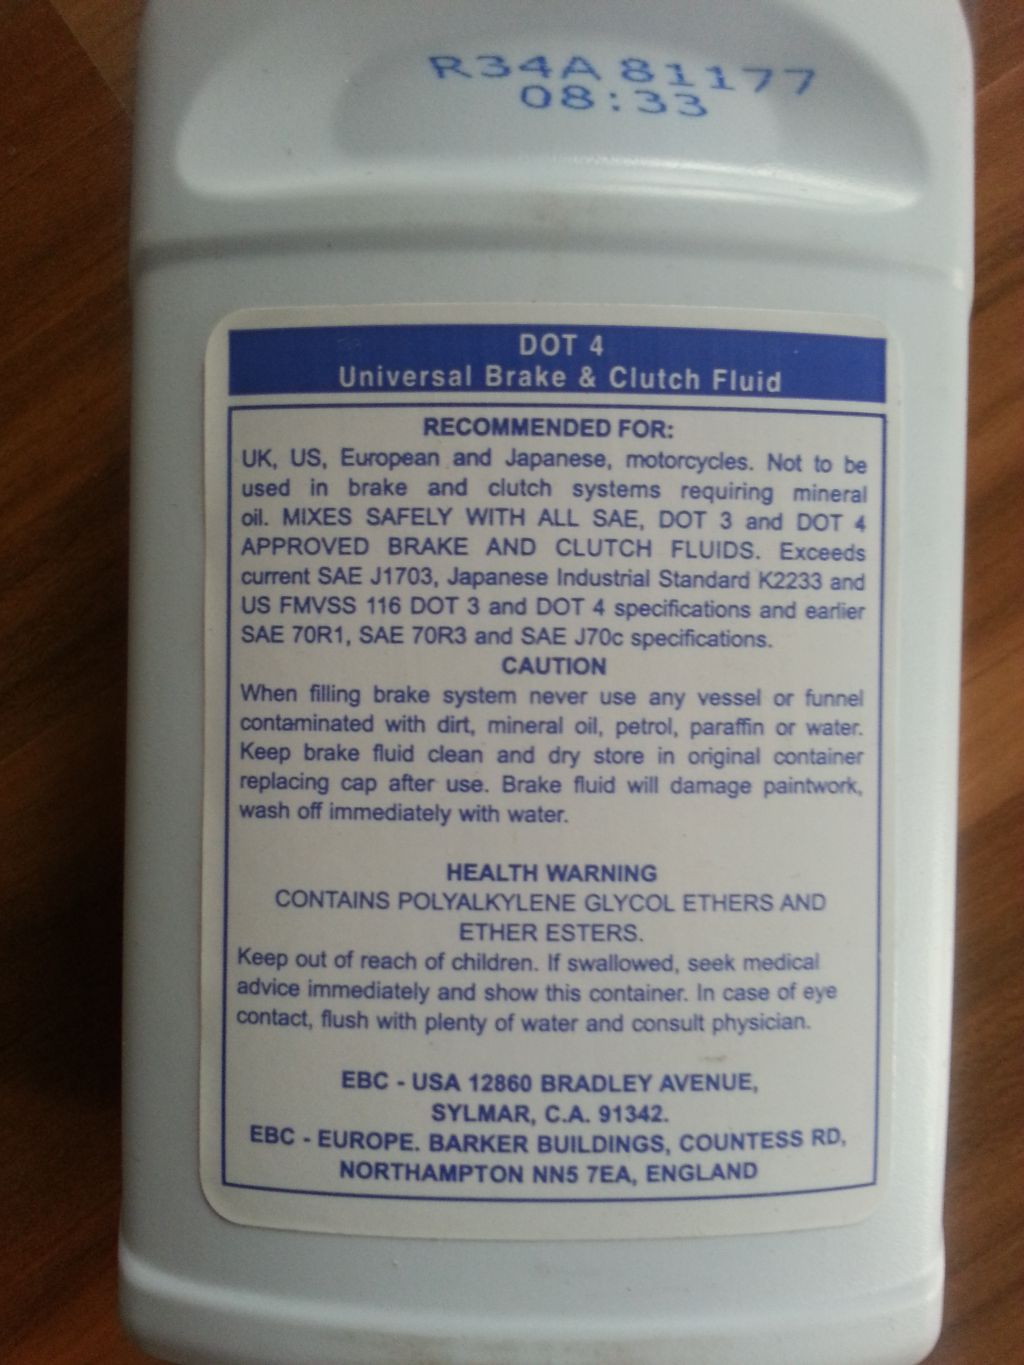 R34A 81177
08:33
DOT 4
Universal Brake & Clutch Fluid
RECOMMENDED FOR:
UK, US, European and Japanese, motorcycles. Not to be
used in brake and clutch systems requiring mineral
oil. MIXES SAFELY WITH ALL SAE, DOT 3 and DOT 4
APPROVED BRAKE AND CLUTCH FLUIDS. Exceeds
current SAE J1703, Japanese Industrial Standard K2233 and
US FMVSS 116 DOT 3 and DOT 4 specifications and earlier
SAE 70R1, SAE 70R3 and SAE J70c specifications.
CAUTION
When filling brake system never use any vessel or funnel
contaminated with dirt, mineral oil, petrol, paraffin or water.
Keep brake fluid clean and dry store in original container
replacing cap after use. Brake fluid will damage paintwork,
wash off immediately with water.
HEALTH WARNING
CONTAINS POLYALKYLENE GLYCOL ETHERS AND
ETHER ESTERS.
Keep out of reach of children. If swallowed, seek medical
advice immediately and show this container. In case of eye
contact, flush with plenty of water and consult physician.
EBC - USA 12860 BRADLEY AVENUE,
SYLMAR, C.A. 91342.
EBC - EUROPE. BARKER BUILDINGS, COUNTESS RD,
NORTHAMPTON NN5 7EA, ENGLAND